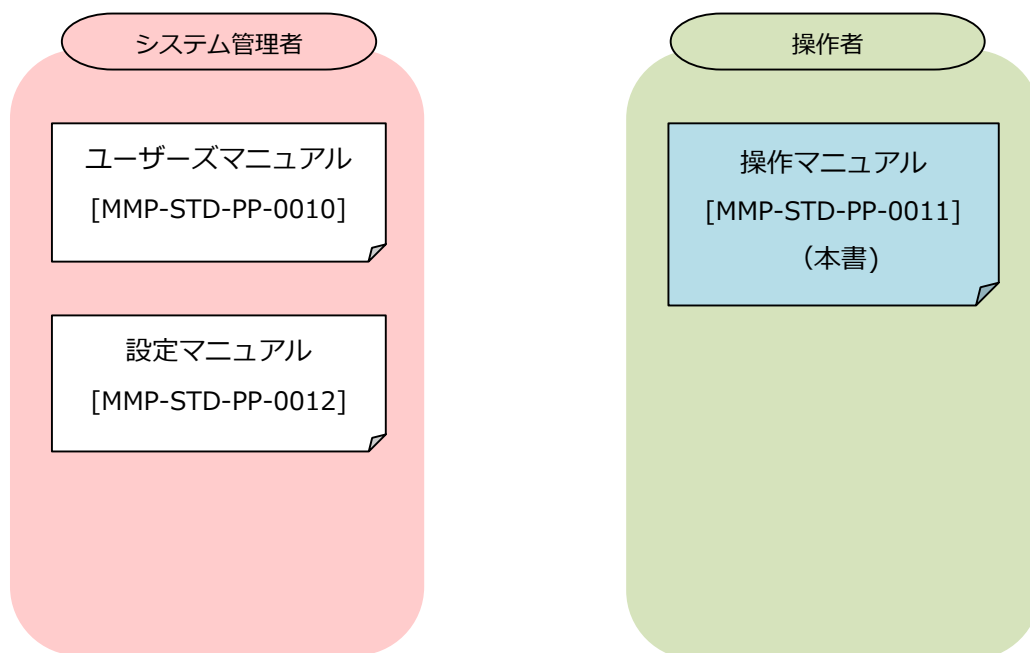 システム管理者
ユーザーズマニュアル
[MMP-STD-PP-0010]
設定マニュアル
[MMP-STD-PP-0012]
操作者
操作マニュアル
[MMP-STD-PP-0011]
（本書)